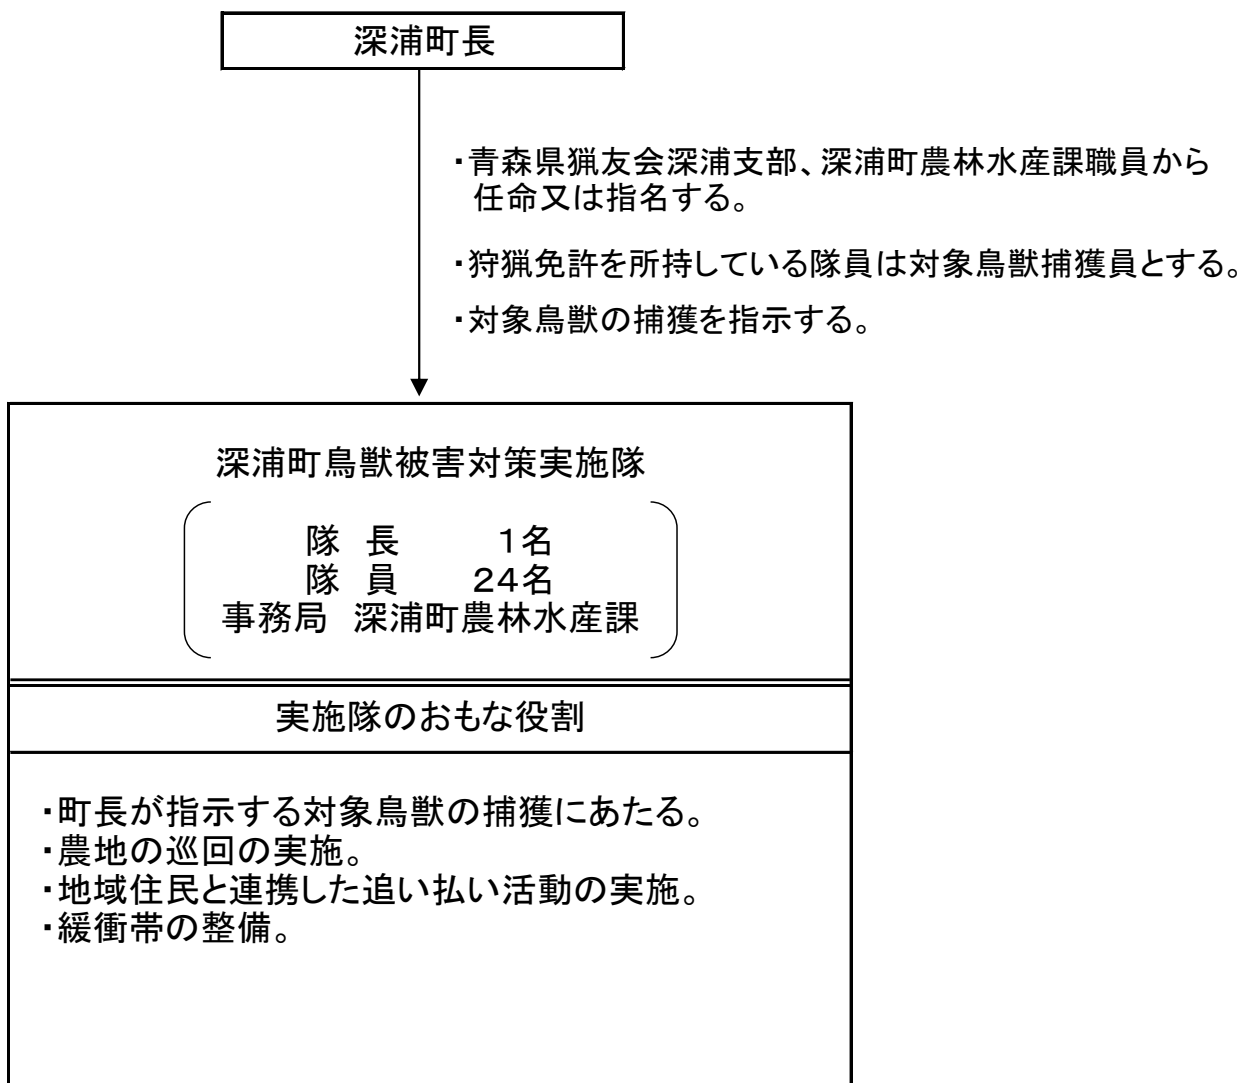 深浦町長
・青森県猟友会深浦支部、深浦町農林水産課職員から
任命又は指名する。
・狩猟免許を所持している隊員は対象鳥獣捕獲員とする。
・対象鳥獣の捕獲を指示する。
深浦町鳥獣被害対策実施隊
隊　長　　　1名
隊　員　　24名
事務局　深浦町農林水産課
実施隊のおもな役割
・町長が指示する対象鳥獣の捕獲にあたる。
・農地の巡回の実施。
・地域住民と連携した追い払い活動の実施。
・緩衝帯の整備。